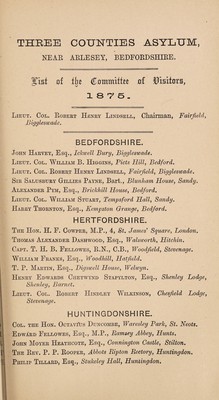 THREE COUNTIES ASYLUM,
NEAR ARLESEY, BEDFORDSHIRE.
List of the Committee of Visitors,
1875.
LIEUT. COL. ROBERT HENRY LINDSELL, Chairman, Fairfield,
Biggleswade.
BEDFORDSHIRE.
JOHN HARVEY, ESQ., Ickwell Bury, Biggleswade.
LIEUT. COL. WILLIAM B. HIGGINS, Picts Hill, Bedford.
LIEUT. COL. ROBERT HENRY LINDSELL, Fairfield, Biggleswade.
SIR SALUSBURY GILLIES PAYNE, Bart., Blunham House, Sandy.
ALEXANDER PYM, ESQ., Brickhill House, Bedford.
LIEUT. COL. WILLIAM STUART, Tempsford Hall, Sandy.
HARRY THORNTON, ESQ., Kempston Grange, Bedford.
HERTFORDSHIRE.
THE HON. H. F. COWPER, M.P., 4, St. James' Square, London.
THOMAS ALEXANDER DASHWOOD, ESQ., Walsworth, Hitchin.
CAPT. T. H. B. FELLOWES, R.N., C.B., Woodfield, Stevenage.
WILLIAM FRANKS, ESQ., Woodhill, Hatfield.
T. P. MARTIN, ESQ., Digswell House, Welwyn.
HENRY EDWARDS CHETWYND STAPYLTON, ESQ., Shenley Lodge,
Shenley, Barnet.
LIEUT. COL. ROBERT HINDLEY WILKINSON, Chesfield Lodge,
Stevenage.
HUNTINGDONSHIRE.
COL. THE HON. OCTAVIUS DUNCOMBE, Waresley Park, St. Neots.
EDWARD FELLOWES, ESQ., M.P., Ramsey Abbey, Hunts.
JOHN MOYER HEATHCOTE, ESQ., Connington Castle, Stilton.
THE REV. P. P. ROOPER, Abbots Ripton Rectory, Huntingdon.
PHILIP TILLARD, ESQ., Stukeley Hall, Huntingdon.